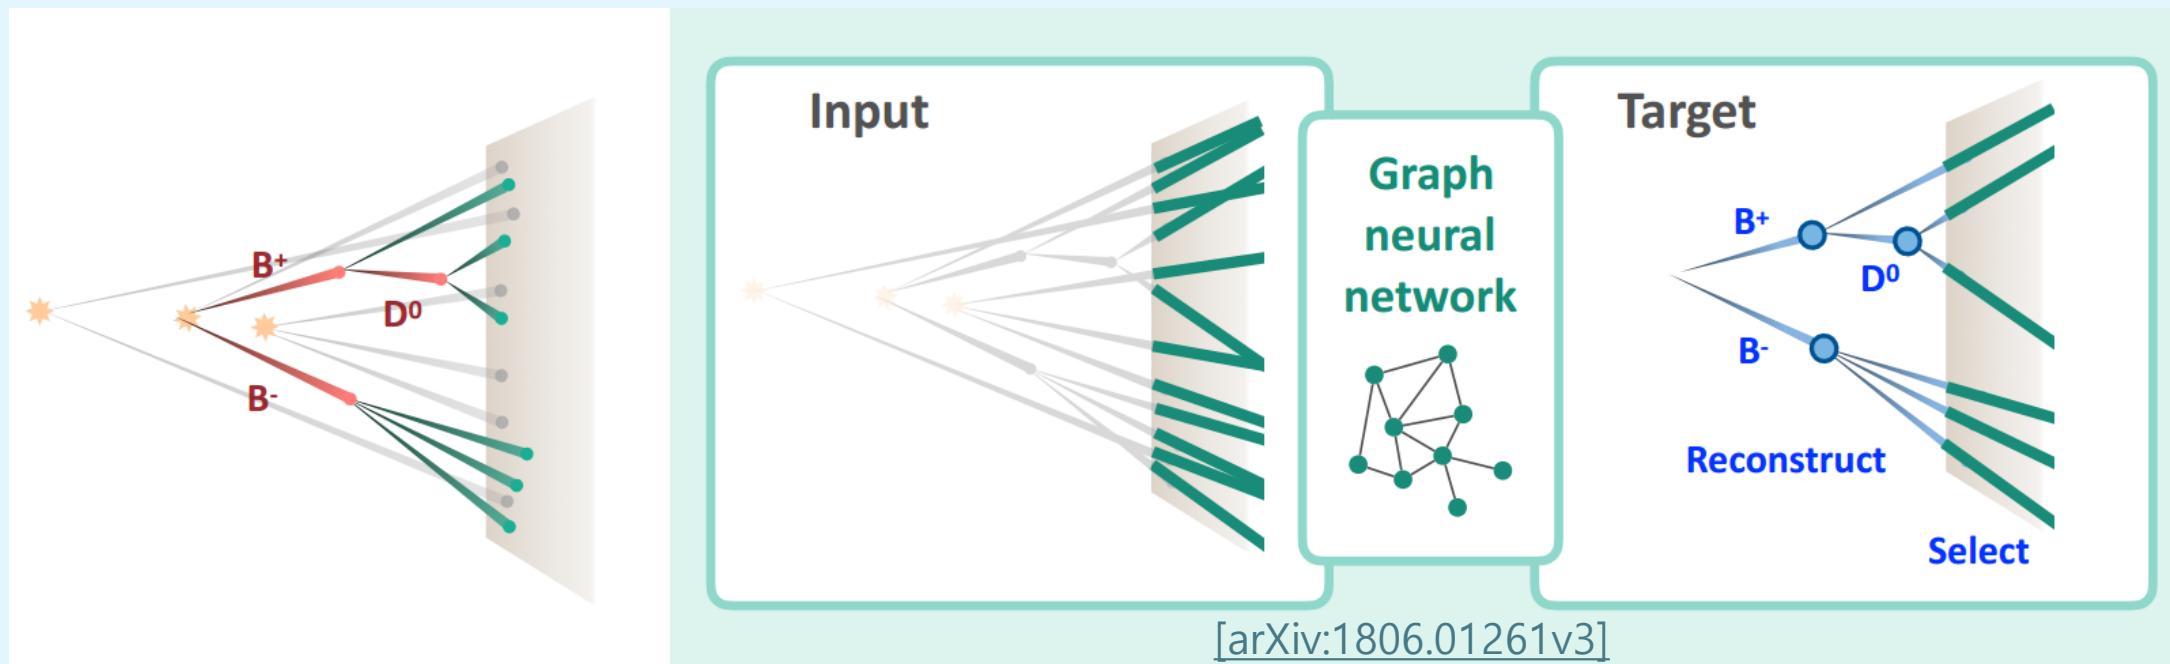 B⁺
D⁰
B⁻
Input
Graph
neural
network
Target
B⁺
D⁰
B⁻
Reconstruct
Select
[arXiv:1806.01261v3]